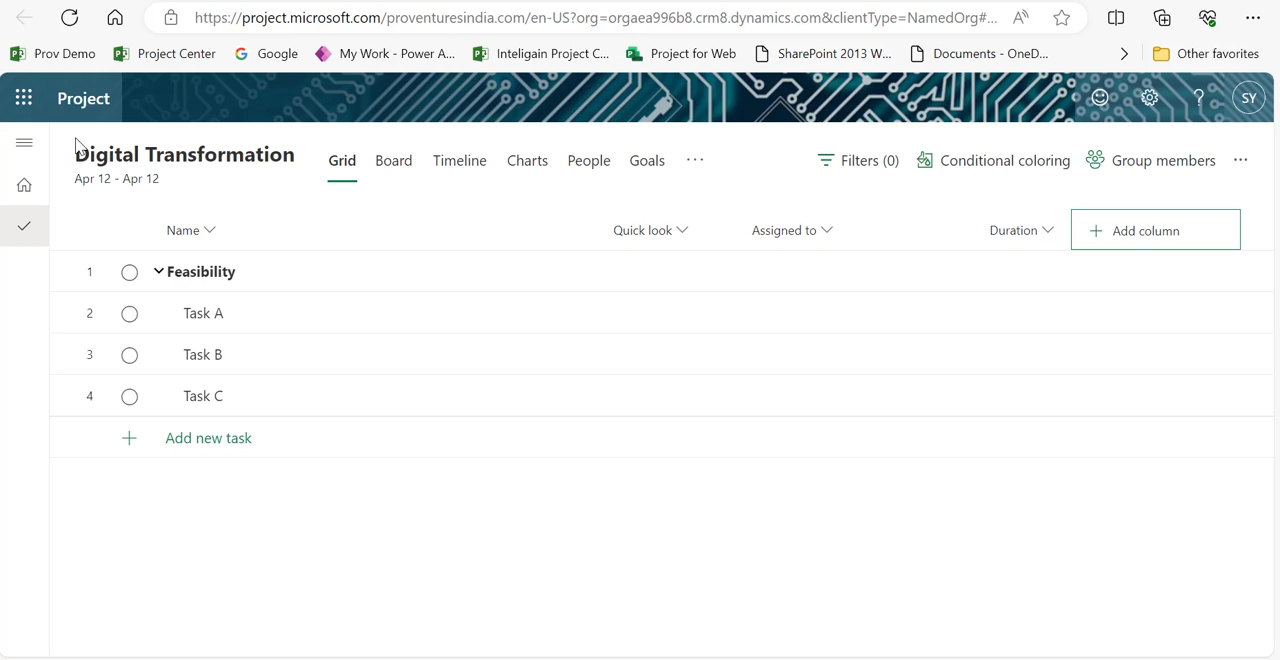 https://project.microsoft.com/proventuresindia.com/en-US?org=orgaea996b8.crm8.dynamics.com&clientType=NamedOrg#...
Prov Demo Project Center Google My Work - Power A... Inteligain Project C... Project for Web SharePoint 2013 W... Documents - OneD... Other favorites
Project ? SY
Digital Transformation Grid Board Timeline Charts People Goals ... Filters (0) Conditional coloring Group members ...
Apr 12 - Apr 12
Name Quick look Assigned to Duration + Add column
1 Feasibility
2 Task A
3 Task B
4 Task C
+ Add new task